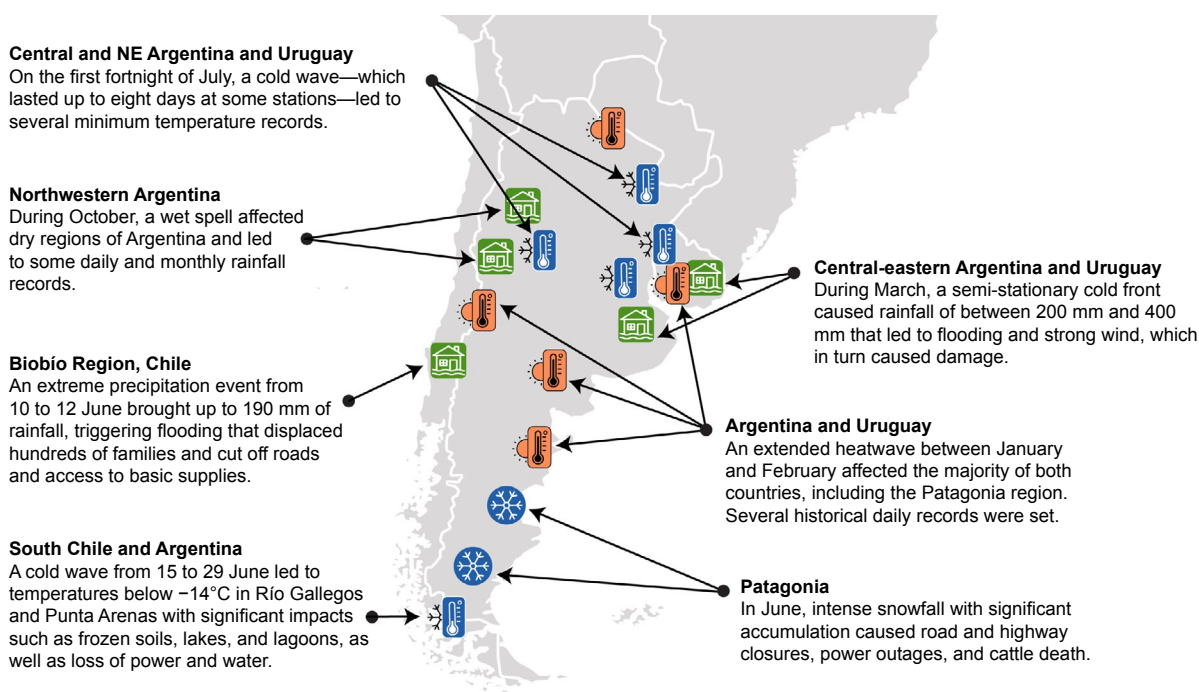 Central and NE Argentina and Uruguay
On the first fortnight of July, a cold wave—which
lasted up to eight days at some stations—led to
several minimum temperature records.
Northwestern Argentina
During October, a wet spell affected
dry regions of Argentina and led
to some daily and monthly rainfall
records.
Biobío Region, Chile
An extreme precipitation event from
10 to 12 June brought up to 190 mm of
rainfall, triggering flooding that displaced
hundreds of families and cut off roads
and access to basic supplies.
South Chile and Argentina
A cold wave from 15 to 29 June led to
temperatures below −14°C in Río Gallegos
and Punta Arenas with significant impacts
such as frozen soils, lakes, and lagoons, as
well as loss of power and water.
Central-eastern Argentina and Uruguay
During March, a semi-stationary cold front
caused rainfall of between 200 mm and 400
mm that led to flooding and strong wind, which
in turn caused damage.
Argentina and Uruguay
An extended heatwave between January
and February affected the majority of both
countries, including the Patagonia region.
Several historical daily records were set.
Patagonia
In June, intense snowfall with significant
accumulation caused road and highway
closures, power outages, and cattle death.